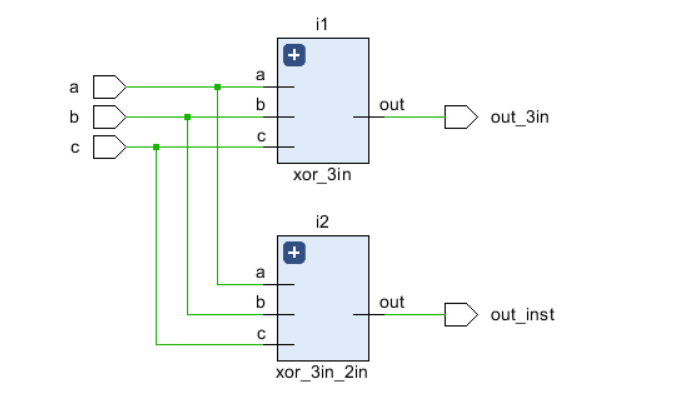 i1
a
b
c
a
b
c
out
out_3in
xor_3in
i2
a
b
c
out
out_inst
xor_3in_2in